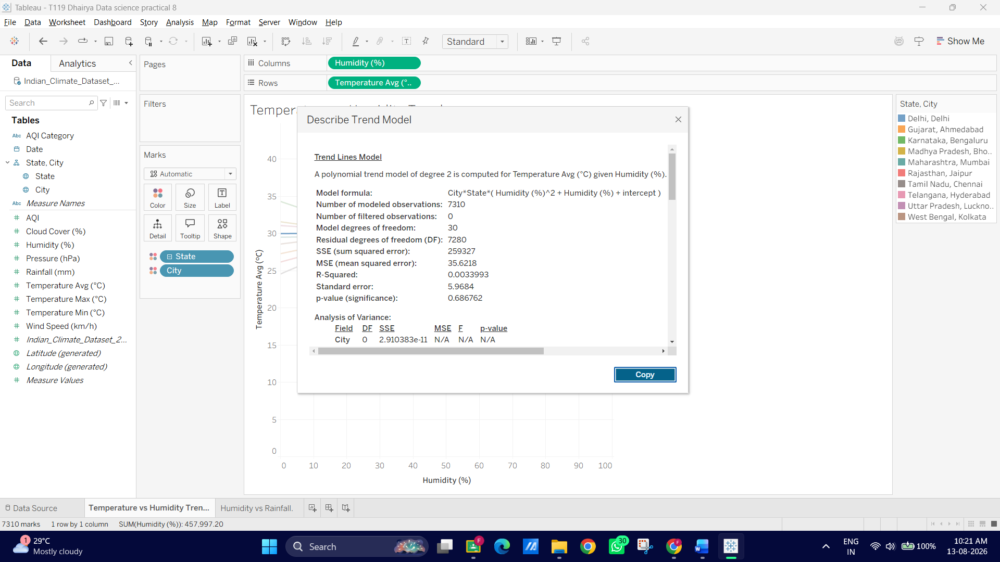 Tableau - T119 Dhairya Data science practical 8
File Data Worksheet Dashboard Story Analysis Map Format Server Window Help
Standard
Show Me
Data
Analytics
Indian_Climate_Dataset_...
Search
Tables
Abc AQI Category
Date
State, City
State
City
Abc Measure Names
AQI
Cloud Cover (%)
Humidity (%)
Pressure (hPa)
Rainfall (mm)
Temperature Avg (°C)
Temperature Max (°C)
Temperature Min (°C)
Wind Speed (km/h)
Indian_Climate_Dataset_2...
Latitude (generated)
Longitude (generated)
Measure Values
Pages
Filters
Marks
Automatic
Color
Size
Label
Detail
Tooltip
Shape
State
City
Columns
Humidity (%)
Rows
Temperature Avg (°..
Describe Trend Model
Trend Lines Model
A polynomial trend model of degree 2 is computed for Temperature Avg (°C) given Humidity (%).
Model formula: City*State*( Humidity (%)^2 + Humidity (%) + intercept )
Number of modeled observations: 7310
Number of filtered observations: 0
Model degrees of freedom: 30
Residual degrees of freedom (DF): 7280
SSE (sum squared error): 259327
MSE (mean squared error): 35.6218
R-Squared: 0.0033993
Standard error: 5.9684
p-value (significance): 0.686762
Analysis of Variance:
Field DF SSE MSE F p-value
City 0 2.910383e-11 N/A N/A N/A
Copy
Temperature Avg (°C)
40
35
30
25
20
15
10
5
0
0 10 20 30 40 50 60 70 80 90 100
Humidity (%)
State, City
Delhi, Delhi
Gujarat, Ahmedabad
Karnataka, Bengaluru
Madhya Pradesh, Bho..
Maharashtra, Mumbai
Rajasthan, Jaipur
Tamil Nadu, Chennai
Telangana, Hyderabad
Uttar Pradesh, Luckno..
West Bengal, Kolkata
Data Source
Temperature vs Humidity Tren...
Humidity vs Rainfall.
7310 marks 1 row by 1 column SUM(Humidity (%)): 457,997.20
1
29°C
Mostly cloudy
Search
F
30
F
W
ENG
IN
100%
10:21 AM
13-08-2026